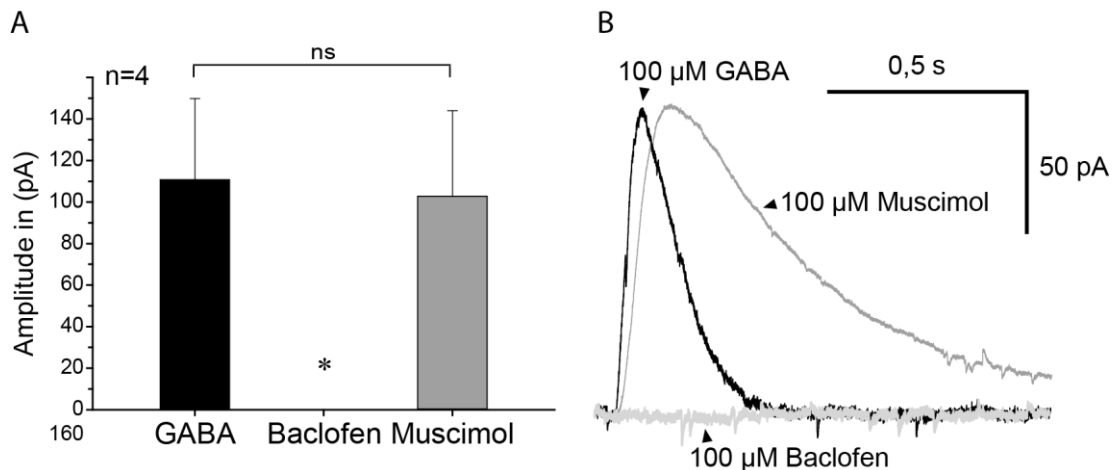 A
ns
n=4
Amplitude in (pA)
140
120
100
80
60
40
20
0
160
*
GABA Baclofen Muscimol
B
100 µM GABA
0,5 s
50 pA
100 µM Muscimol
100 µM Baclofen